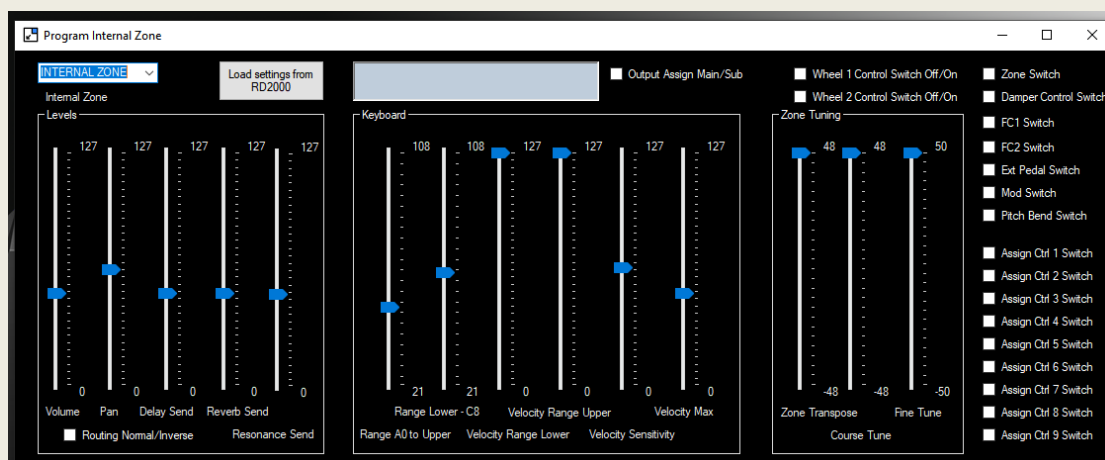 Program Internal Zone
INTERNAL ZONE
Internal Zone
Load settings from
RD2000
Output Assign Main/Sub
Wheel 1 Control Switch Off/On
Wheel 2 Control Switch Off/On
Zone Switch
Damper Control Switch
FC1 Switch
FC2 Switch
Ext Pedal Switch
Mod Switch
Pitch Bend Switch
Assign Ctrl 1 Switch
Assign Ctrl 2 Switch
Assign Ctrl 3 Switch
Assign Ctrl 4 Switch
Assign Ctrl 5 Switch
Assign Ctrl 6 Switch
Assign Ctrl 7 Switch
Assign Ctrl 8 Switch
Assign Ctrl 9 Switch
Levels
127 127 127 127 127
0 0 0 0 0
Volume Pan Delay Send Reverb Send
Routing Normal/Inverse Resonance Send
Keyboard
108 108 127 127 127 127
21 21 0 0 0 0
Range Lower - C8 Velocity Range Upper Velocity Max
Range A0 to Upper Velocity Range Lower Velocity Sensitivity
Zone Tuning
48 48 50
-48 -48 -50
Zone Transpose Fine Tune
Course Tune